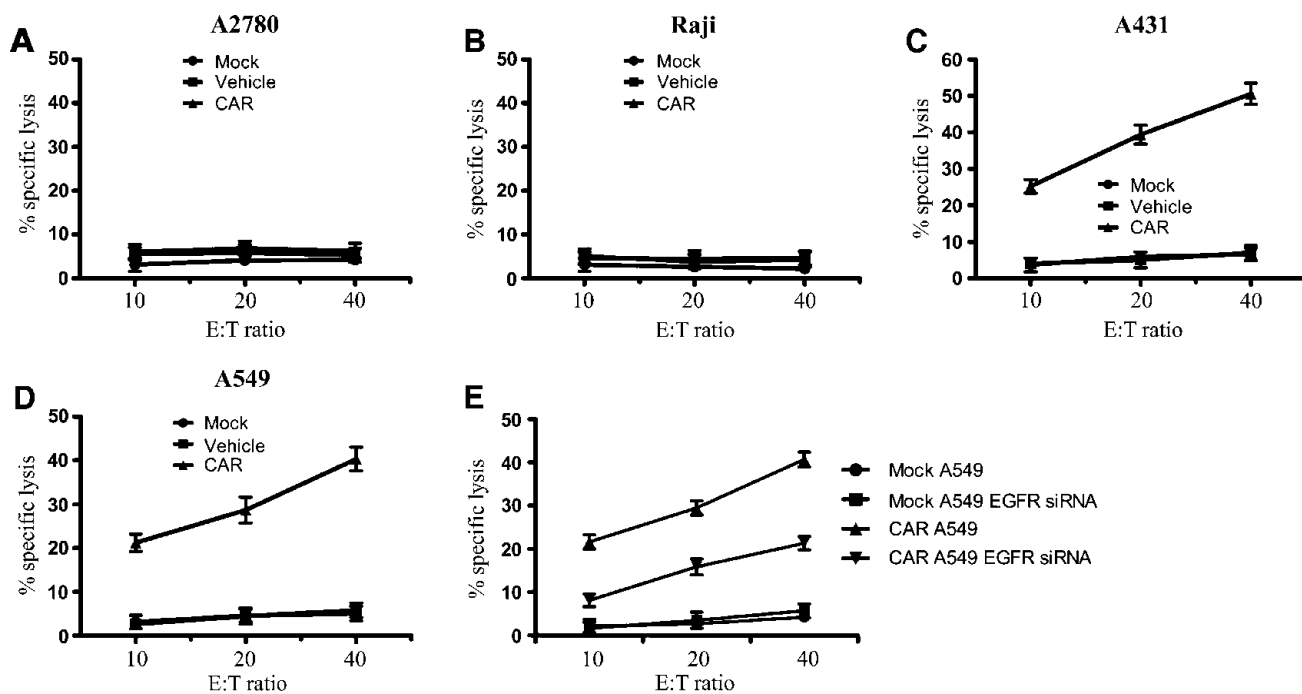 A
A2780
50
40
30
20
10
0
% specific lysis
Mock
Vehicle
CAR
10 20 40
E:T ratio
B
Raji
50
40
30
20
10
0
% specific lysis
Mock
Vehicle
CAR
10 20 40
E:T ratio
C
A431
60
50
40
30
20
10
0
% specific lysis
Mock
Vehicle
CAR
10 20 40
E:T ratio
D
A549
50
40
30
20
10
0
% specific lysis
Mock
Vehicle
CAR
10 20 40
E:T ratio
E
50
40
30
20
10
0
% specific lysis
10 20 40
E:T ratio
Mock A549
Mock A549 EGFR siRNA
CAR A549
CAR A549 EGFR siRNA